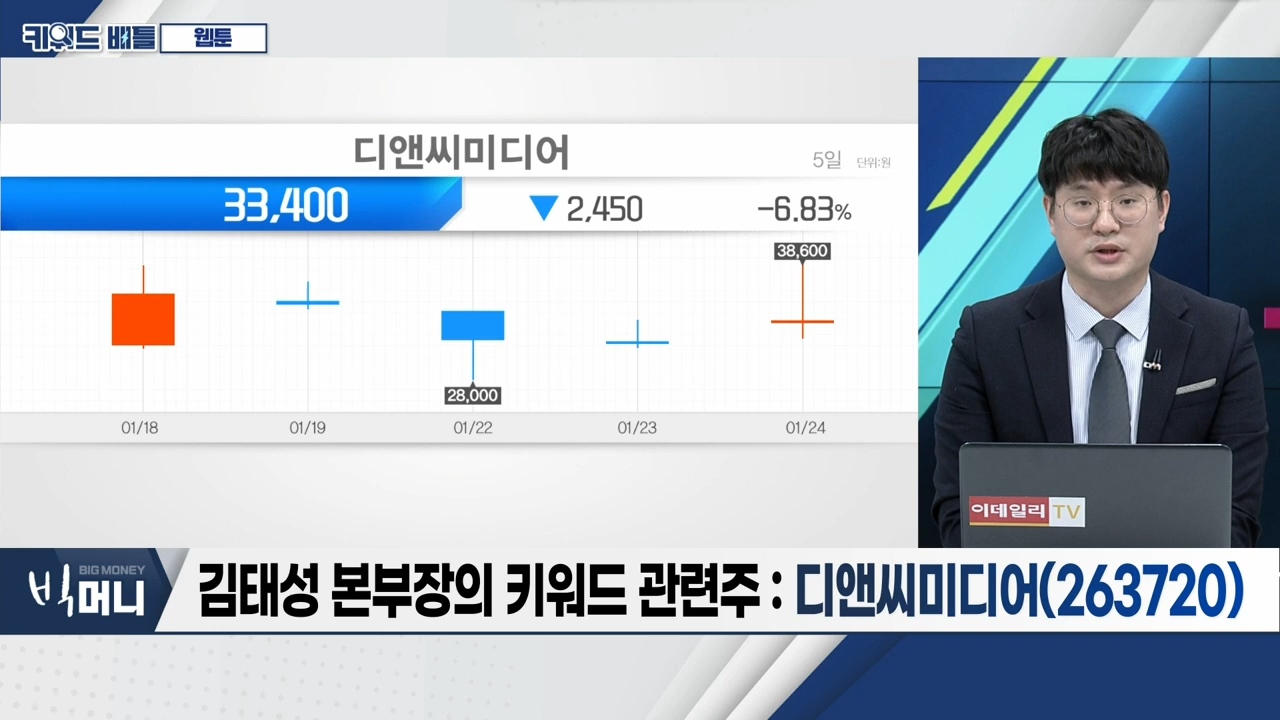 키워드 배틀 웹툰
디앤씨미디어
5일 단위:원
33,400 ▼ 2,450 -6.83%
38,600
28,000
01/18 01/19 01/22 01/23 01/24
이데일리TV
BIG MONEY
빅머니
김태성 본부장의 키워드 관련주 : 디앤씨미디어(263720)